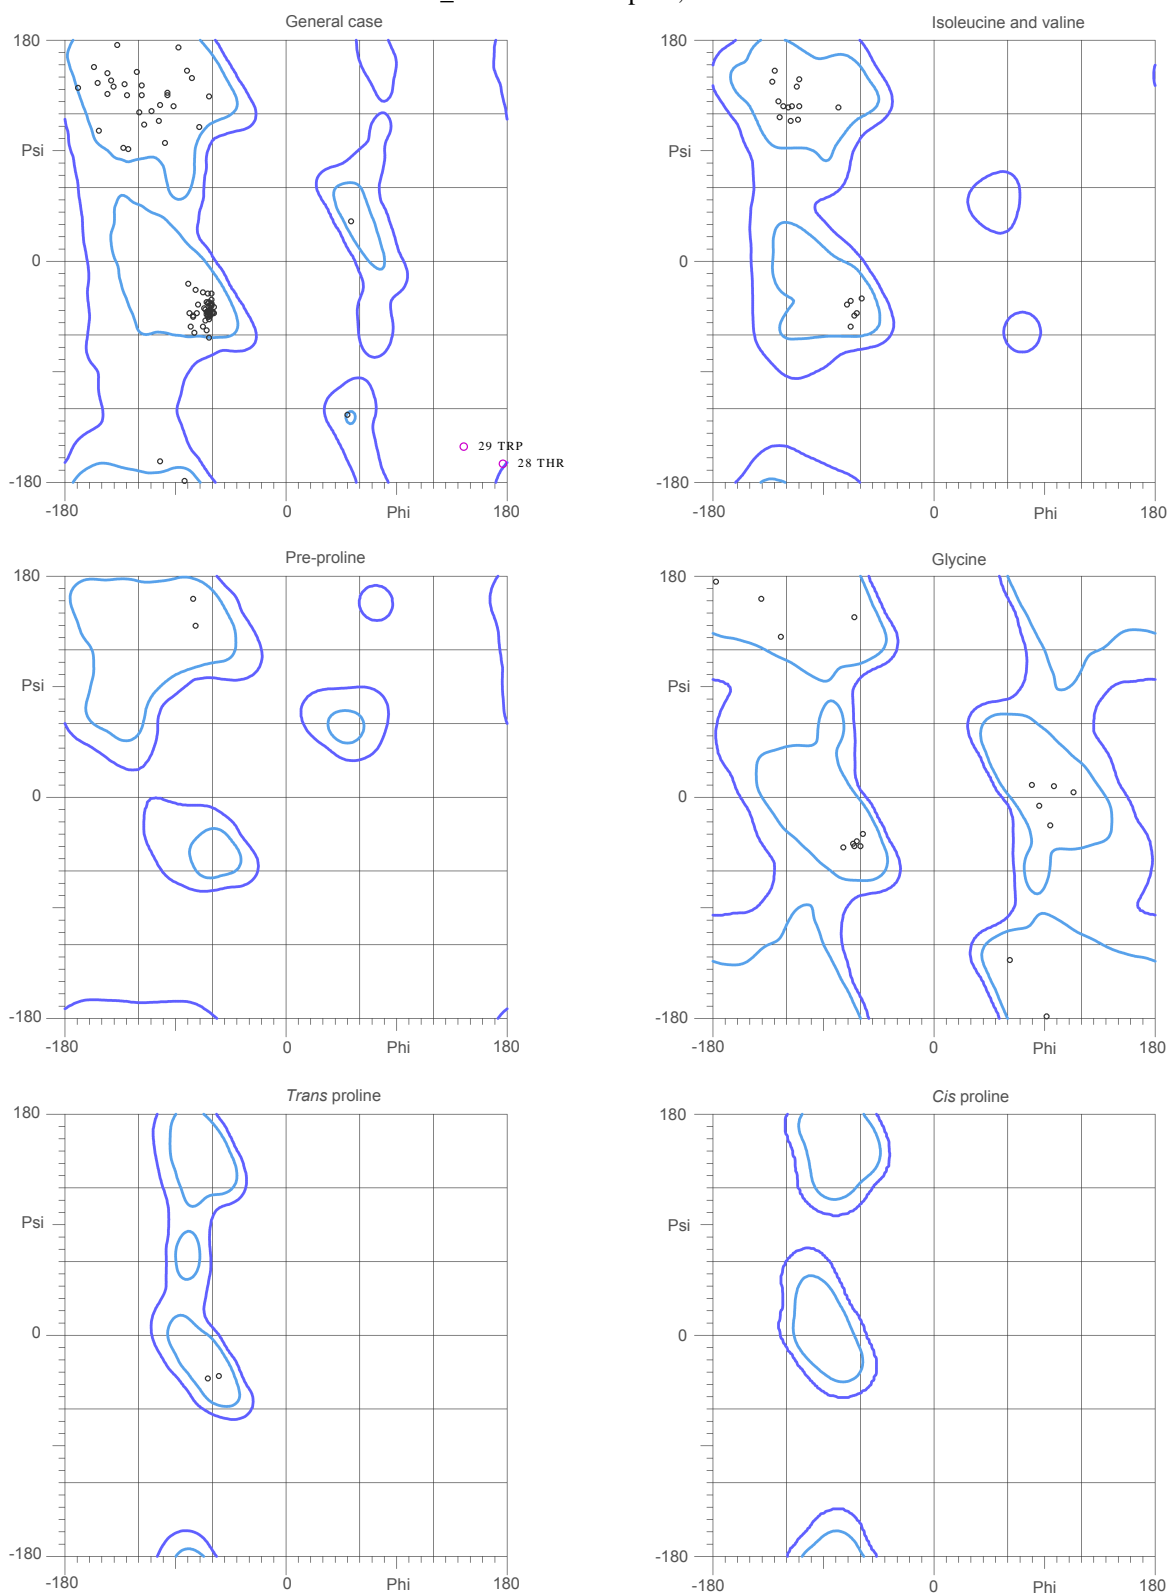 General case
Isoleucine and valine
180
180
Psi
Psi
0
0
29 TRP
28 THR
-180
-180
-180
0
Phi
180
-180
0
Phi
180
Pre-proline
Glycine
180
180
Psi
Psi
0
0
-180
-180
-180
0
Phi
180
-180
0
Phi
180
Trans proline
Cis proline
180
180
Psi
Psi
0
0
-180
-180
-180
0
Phi
180
-180
0
Phi
180